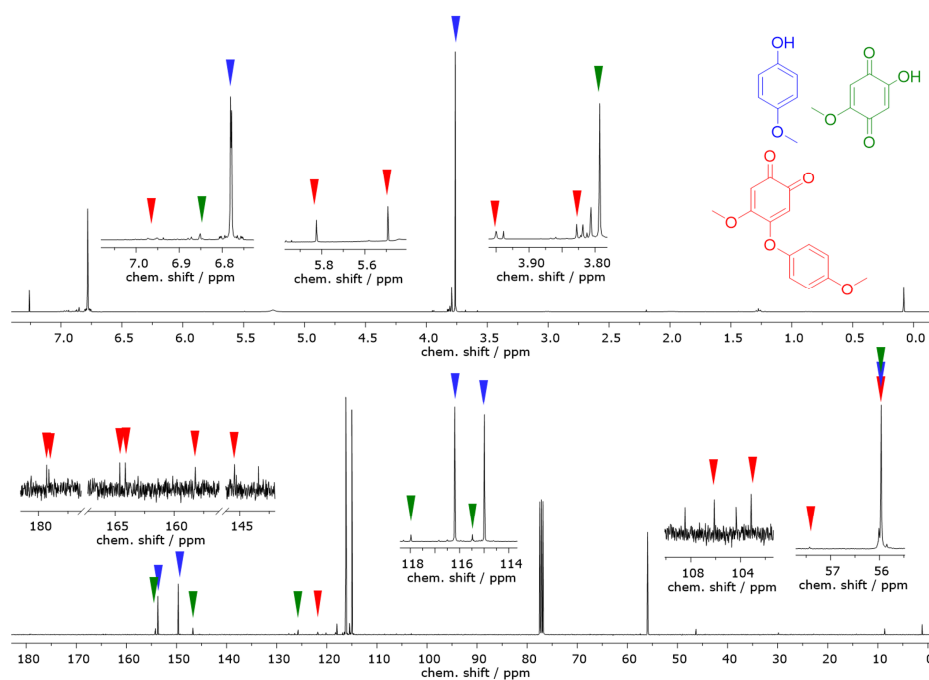 OH
O
O
OH
O
O
O
O
O
O
O
7.0 6.9 6.8
chem. shift / ppm
5.8 5.6
chem. shift / ppm
3.90 3.80
chem. shift / ppm
7.0 6.5 6.0 5.5 5.0 4.5 4.0 3.5 3.0 2.5 2.0 1.5 1.0 0.5 -0.0
chem. shift / ppm
180 165 160 145
chem. shift / ppm
118 116 114
chem. shift / ppm
108 104
chem. shift / ppm
57 56
chem. shift / ppm
180 170 160 150 140 130 120 110 100 90 80 70 60 50 40 30 20 10 0
chem. shift / ppm